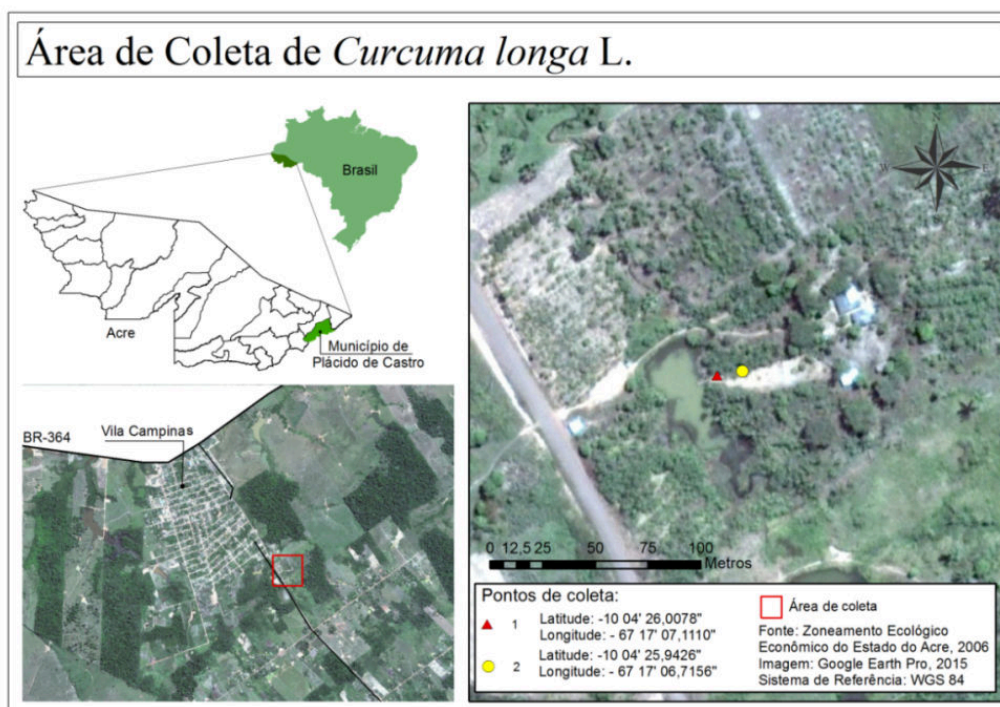 Área de Coleta de Curcuma longa L.
Brasil
Acre
Município de
Plácido de Castro
BR-364
Vila Campinas
0 12,5 25 50 75 100
Metros
Pontos de coleta:
1 Latitude: -10 04' 26,0078"
Longitude: - 67 17' 07,1110"
2 Latitude: -10 04' 25,9426"
Longitude: - 67 17' 06,7156"
Área de coleta
Fonte: Zoneamento Ecológico
Econômico do Estado do Acre, 2006
Imagem: Google Earth Pro, 2015
Sistema de Referência: WGS 84